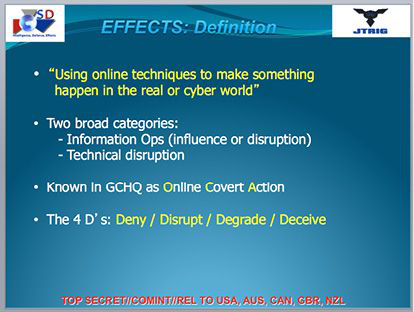 SD
Intelligence, Defence, Effects
EFFECTS: Definition
JTRIG
• “Using online techniques to make something
happen in the real or cyber world”
• Two broad categories:
- Information Ops (influence or disruption)
- Technical disruption
• Known in GCHQ as Online Covert Action
• The 4 D’s: Deny / Disrupt / Degrade / Deceive
TOP SECRET//COMINT//REL TO USA, AUS, CAN, GBR, NZL